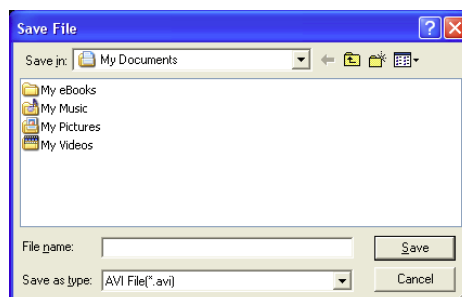 Save File
Save in: My Documents
My eBooks
My Music
My Pictures
My Videos
File name: Save
Save as type: AVI File(*.avi) Cancel